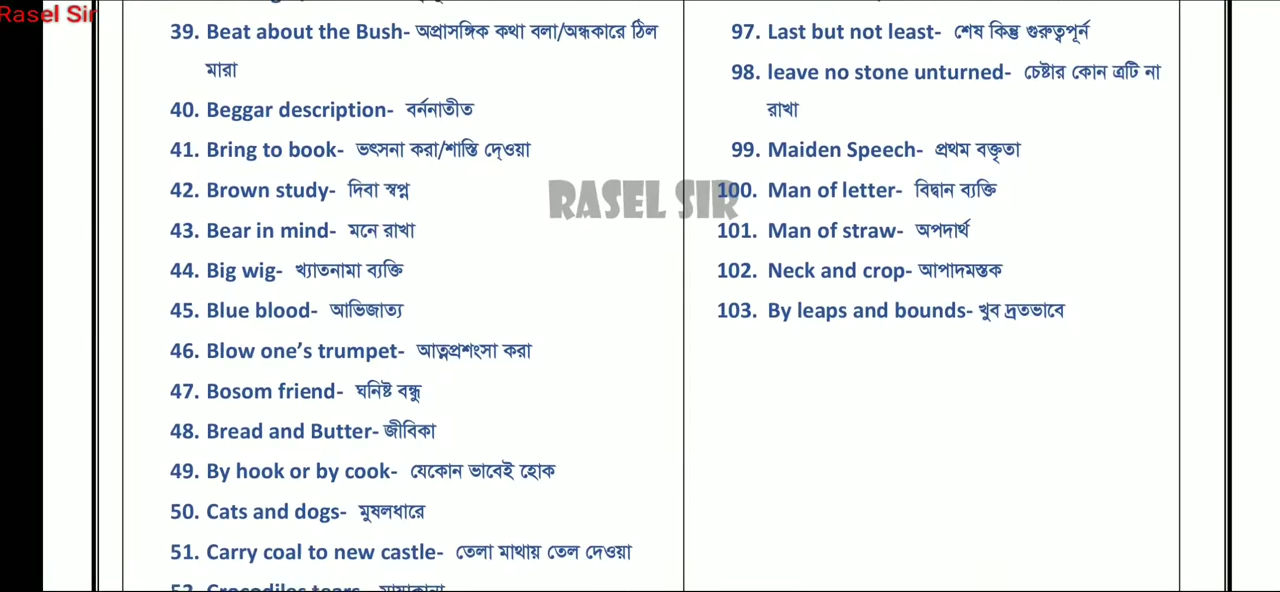 Rasel Sir
39. Beat about the Bush- অপ্রাসঙ্গিক কথা বলা/অন্ধকারে ঠিল
মারা
40. Beggar description- বর্ননাতীত
41. Bring to book- ভৎসনা করা/শাস্তি দে্ওয়া
42. Brown study- দিবা স্বপ্ন
43. Bear in mind- মনে রাখা
44. Big wig- খ্যাতনামা ব্যক্তি
45. Blue blood- আভিজাত্য
46. Blow one’s trumpet- আত্নপ্রশংসা করা
47. Bosom friend- ঘনিষ্ট বন্ধু
48. Bread and Butter- জীবিকা
49. By hook or by cook- যেকোন ভাবেই হোক
50. Cats and dogs- মুষলধারে
51. Carry coal to new castle- তেলা মাথায় তেল দেওয়া
52. Crocodiles tears-
97. Last but not least- শেষ কিন্তু গুরুত্বপূর্ন
98. leave no stone unturned- চেষ্টার কোন ত্রটি না
রাখা
99. Maiden Speech- প্রথম বক্তৃতা
RASEL SIR
100. Man of letter- বিদ্বান ব্যক্তি
101. Man of straw- অপদার্থ
102. Neck and crop- আপাদমস্তক
103. By leaps and bounds- খুব দ্রতভাবে